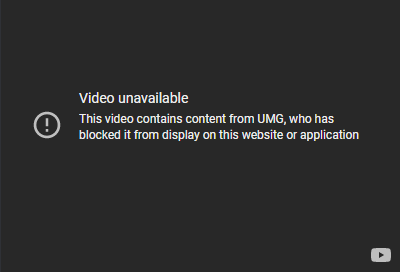 Video unavailable
This video contains content from UMG, who has
blocked it from display on this website or application